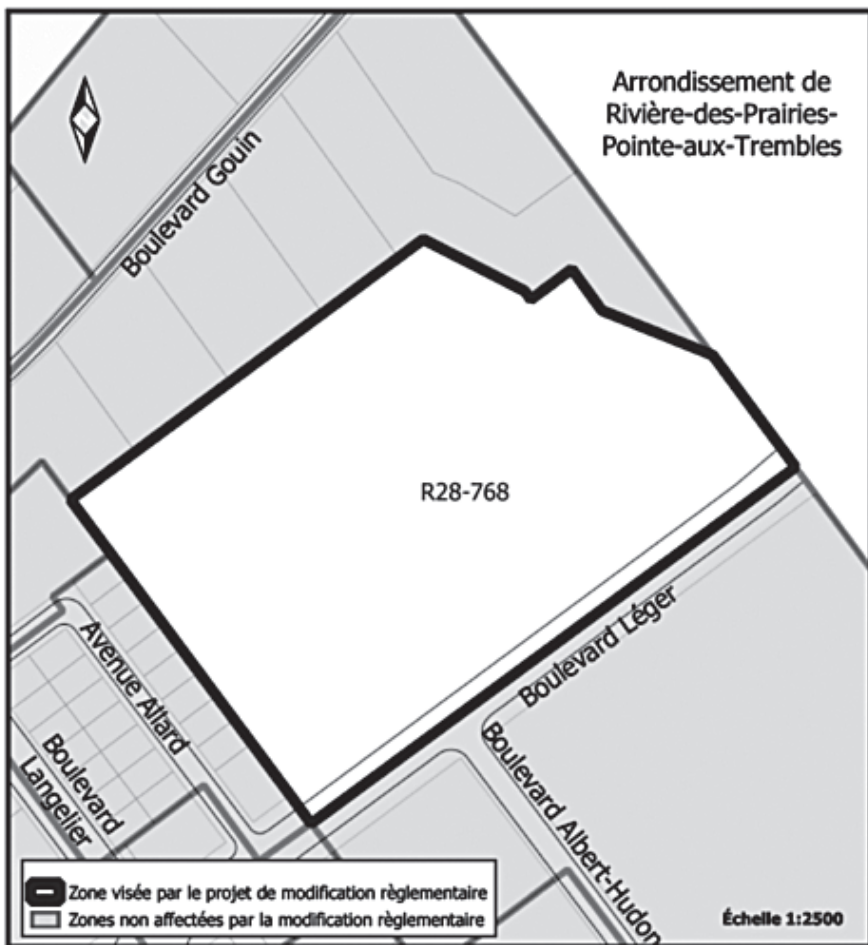 Arrondissement de
Rivière-des-Prairies-
Pointe-aux-Trembles
Boulevard Gouin
R28-768
Boulevard Léger
Avenue Allard
Boulevard
Langelier
Boulevard Albert-Hudon
Zone visée par le projet de modification règlementaire
Zones non affectées par la modification règlementaire
Échelle 1:2500